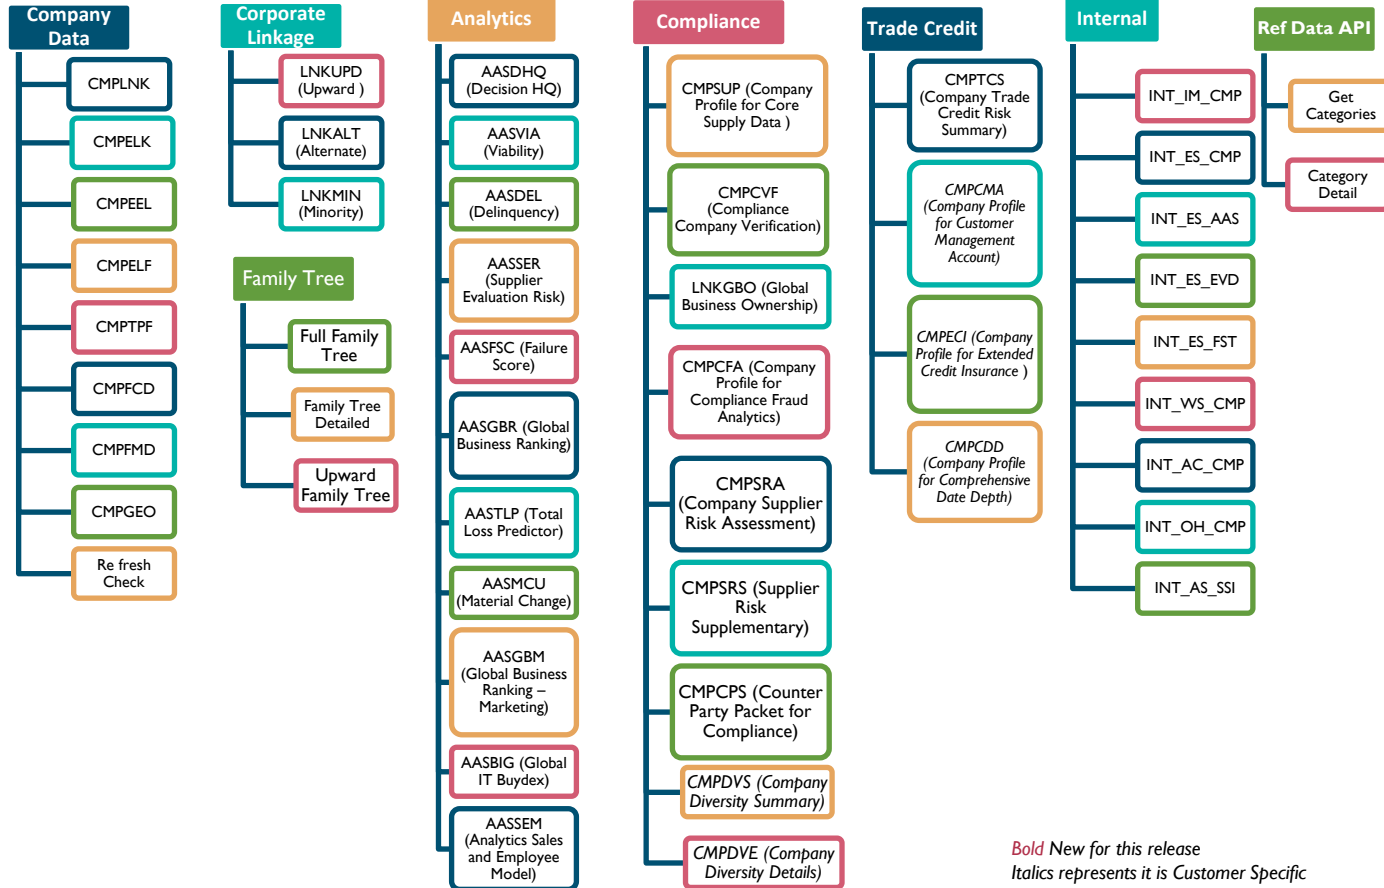 Company
Data
CMPLNK
CMPELK
CMPEEL
CMPELF
CMPTPF
CMPFCD
CMPFMD
CMPGEO
Re fresh
Check
Corporate
Linkage
LNKUPD
(Upward )
LNKALT
(Alternate)
LNKMIN
(Minority)
Family Tree
Full Family
Tree
Family Tree
Detailed
Upward
Family Tree
Analytics
AASDHQ
(Decision HQ)
AASVIA
(Viability)
AASDEL
(Delinquency)
AASSER
(Supplier
Evaluation Risk)
AASFSC (Failure
Score)
AASGBR (Global
Business Ranking)
AASTLP (Total
Loss Predictor)
AASMCU
(Material Change)
AASGBM
(Global Business
Ranking –
Marketing)
AASBIG (Global
IT Buydex)
AASSEM
(Analytics Sales
and Employee
Model)
Compliance
CMPSUP (Company
Profile for Core
Supply Data )
CMPCVF
(Compliance
Company Verification)
LNKGBO (Global
Business Ownership)
CMPCFA (Company
Profile for
Compliance Fraud
Analytics)
CMPSRA
(Company Supplier
Risk Assessment)
CMPSRS (Supplier
Risk
Supplementary)
CMPCPS (Counter
Party Packet for
Compliance)
CMPDVS (Company
Diversity Summary)
CMPDVE (Company
Diversity Details)
Trade Credit
CMPTCS
(Company Trade
Credit Risk
Summary)
CMPCMA
(Company Profile
for Customer
Management
Account)
CMPECI (Company
Profile for Extended
Credit Insurance )
CMPCDD
(Company Profile
for Comprehensive
Date Depth)
Internal
INT_IM_CMP
INT_ES_CMP
INT_ES_AAS
INT_ES_EVD
INT_ES_FST
INT_WS_CMP
INT_AC_CMP
INT_OH_CMP
INT_AS_SSI
Ref Data API
Get
Categories
Category
Detail
Bold New for this release
Italics represents it is Customer Specific